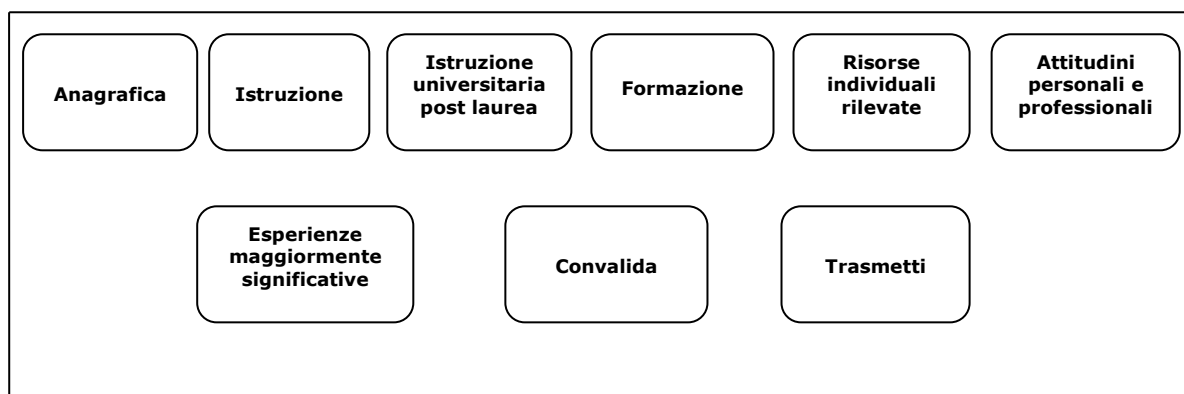 Anagrafica
Istruzione
Istruzione
universitaria
post laurea
Formazione
Risorse
individuali
rilevate
Attitudini
personali e
professionali
Esperienze
maggiormente
significative
Convalida
Trasmetti